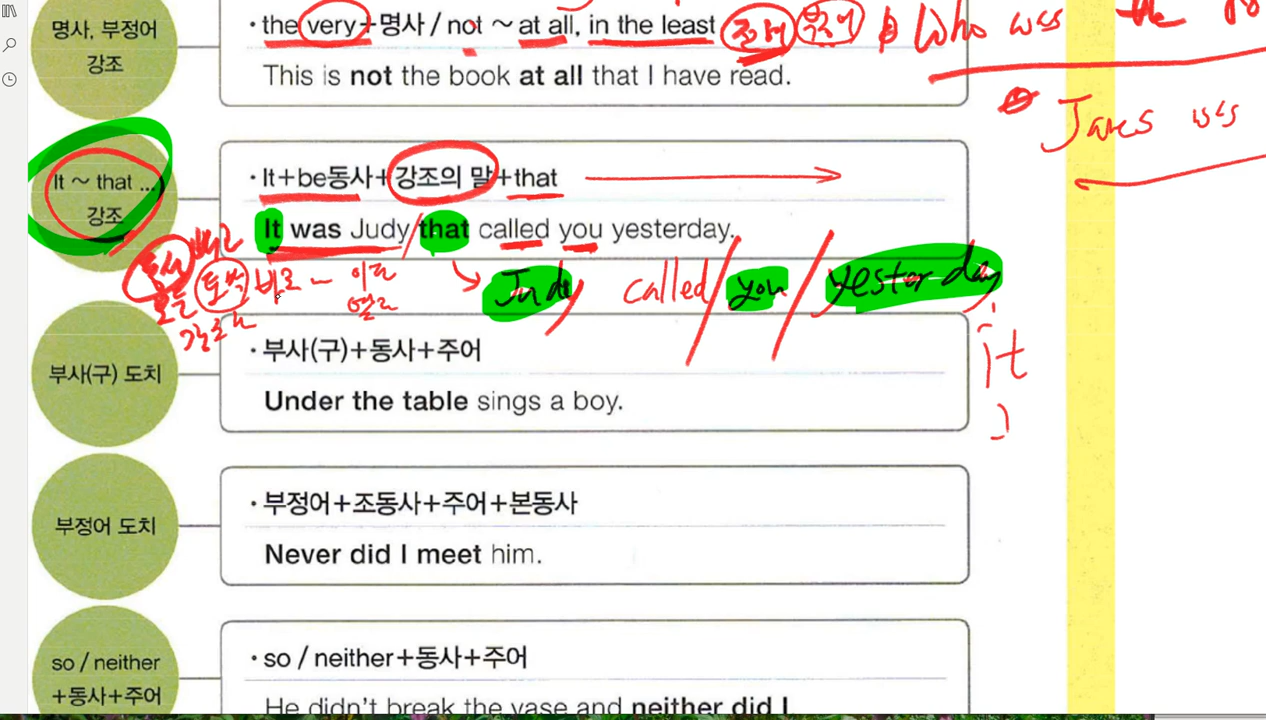 명사, 부정어
강조
· the very+명사 / not ~ at all, in the least
Who was the
This is not the book at all that I have read.
James was
It ~ that ...
강조
· It+be동사+강조의 말+that
It was Judy that called you yesterday.
Judy called you yesterday
it
부사(구) 도치
· 부사(구)+동사+주어
Under the table sings a boy.
부정어 도치
· 부정어+조동사+주어+본동사
Never did I meet him.
so / neither
+동사+주어
· so / neither+동사+주어
He didn't break the vase and neither did I.